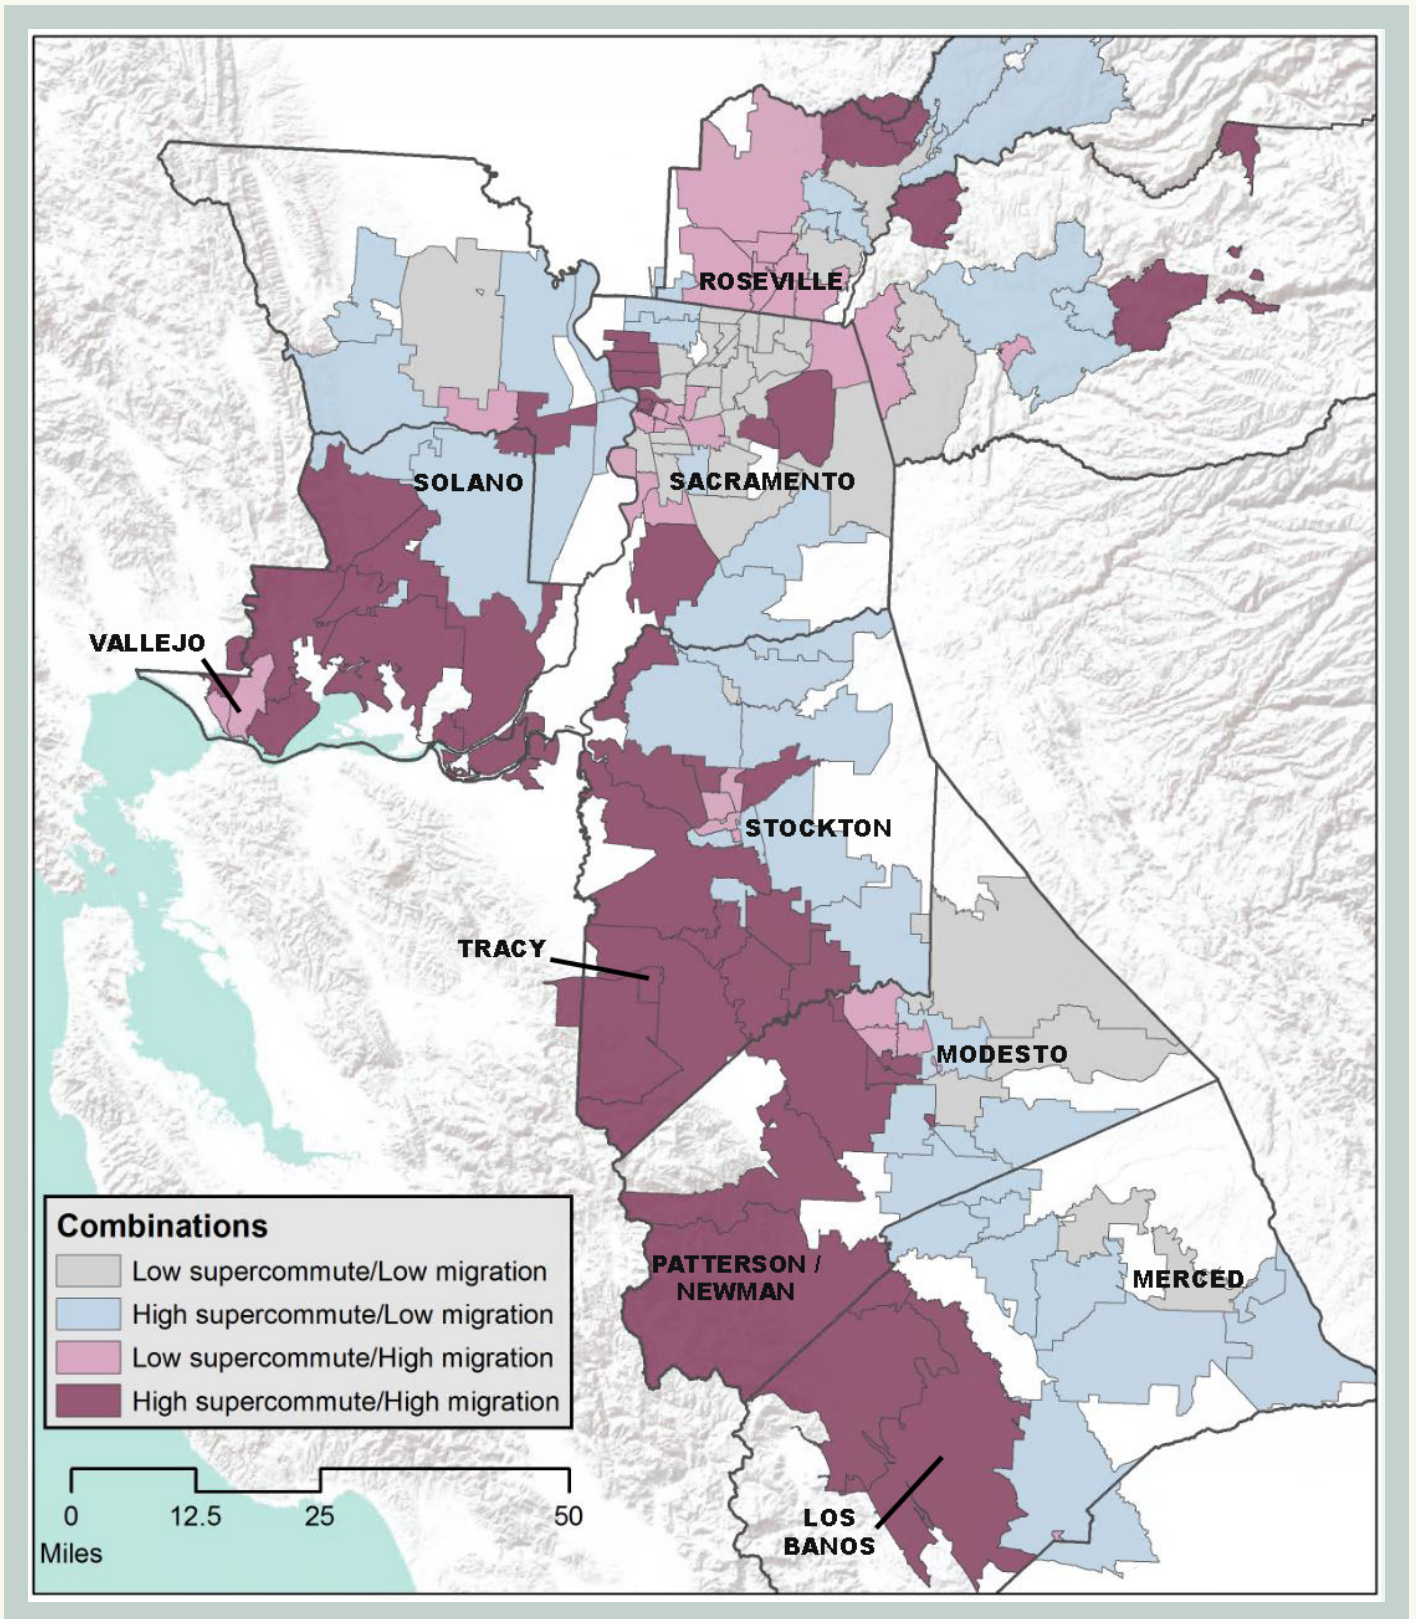 ROSEVILLE
SOLANO
SACRAMENTO
VALLEJO
STOCKTON
TRACY
MODESTO
PATTERSON /
NEWMAN
MERCED
LOS
BANOS
Combinations
Low supercommute/Low migration
High supercommute/Low migration
Low supercommute/High migration
High supercommute/High migration
0 12.5 25 50
Miles